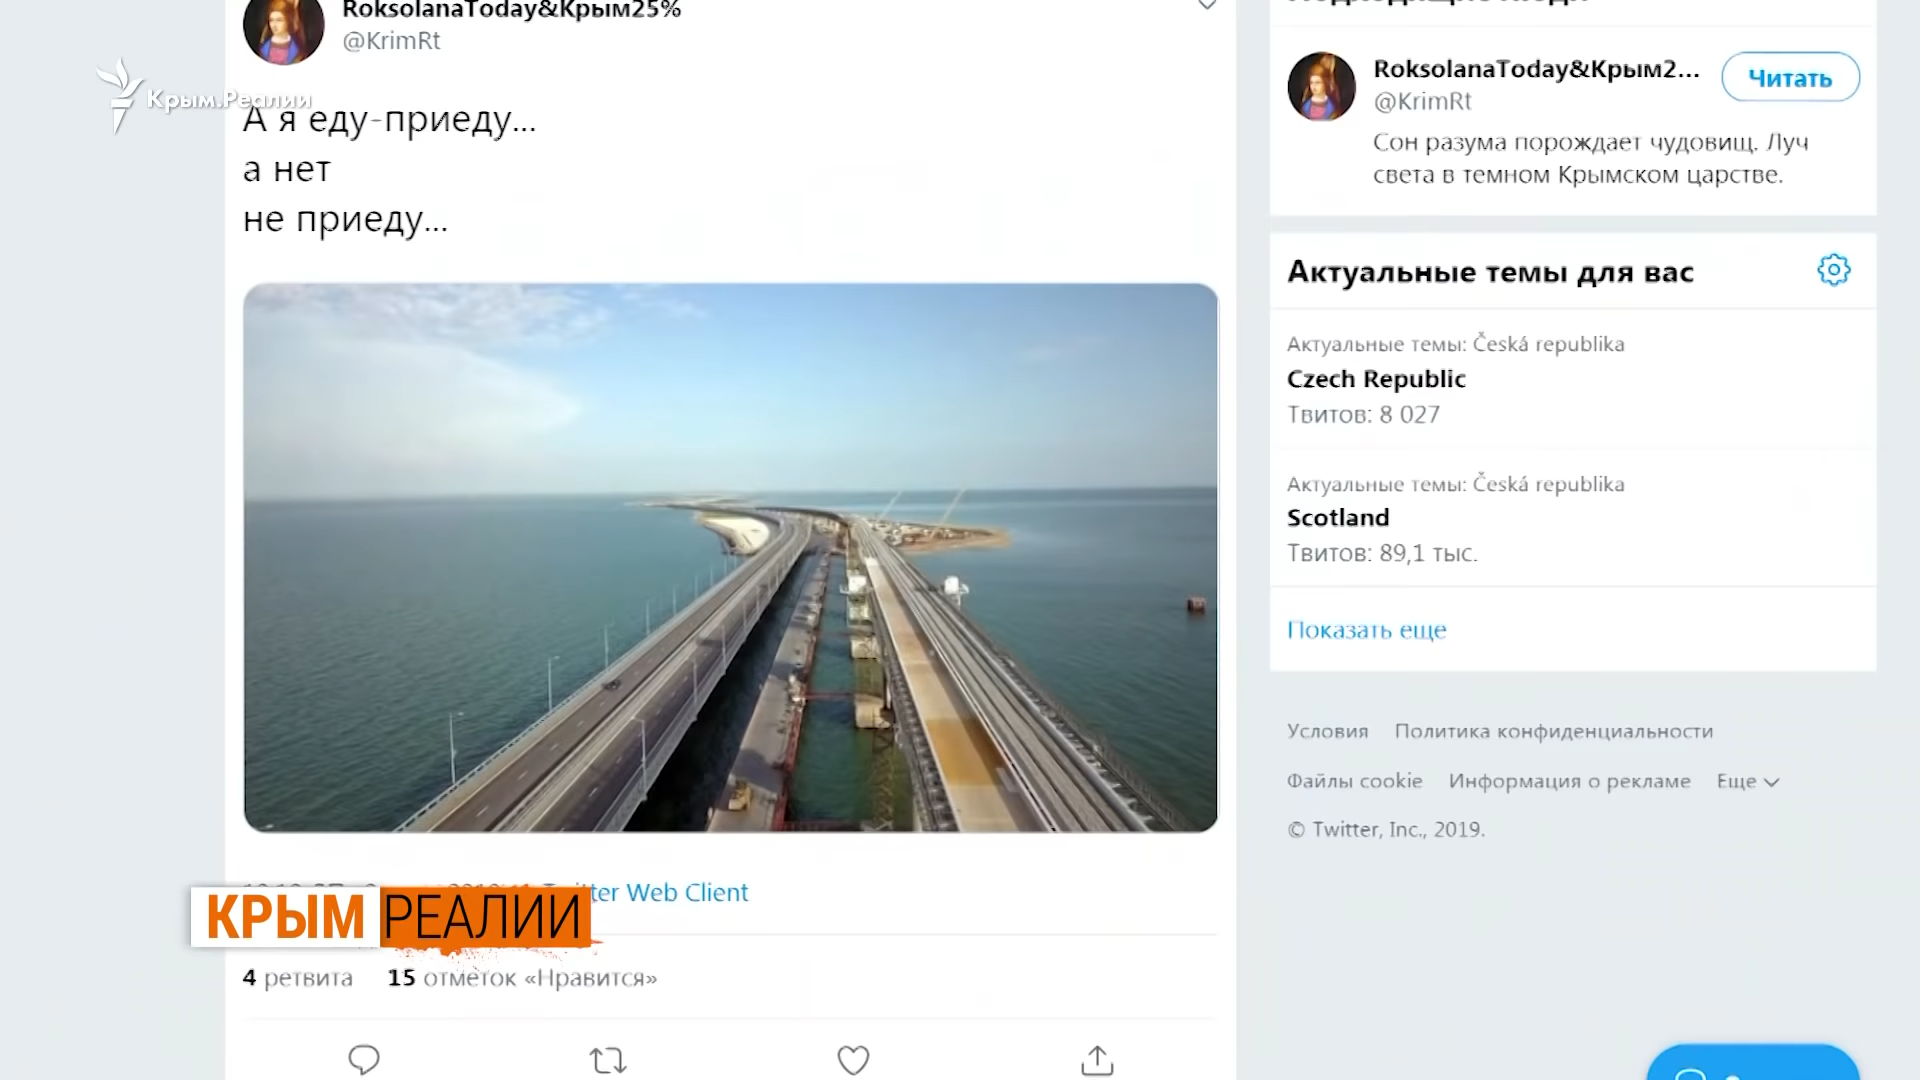 RoksolanaToday&Крым25%
@KrimRt
Крым.Реалии
А я еду-приеду...
а нет
не приеду...
Twitter Web Client
КРЫМ РЕАЛИИ
4 ретвита 15 отметок «Нравится»
RoksolanaToday&Крым2...
@KrimRt
Читать
Сон разума порождает чудовищ. Луч
света в темном Крымском царстве.
Актуальные темы для вас
Актуальные темы: Česká republika
Czech Republic
Твитов: 8 027
Актуальные темы: Česká republika
Scotland
Твитов: 89,1 тыс.
Показать еще
Условия Политика конфиденциальности
Файлы cookie Информация о рекламе Еще
© Twitter, Inc., 2019.